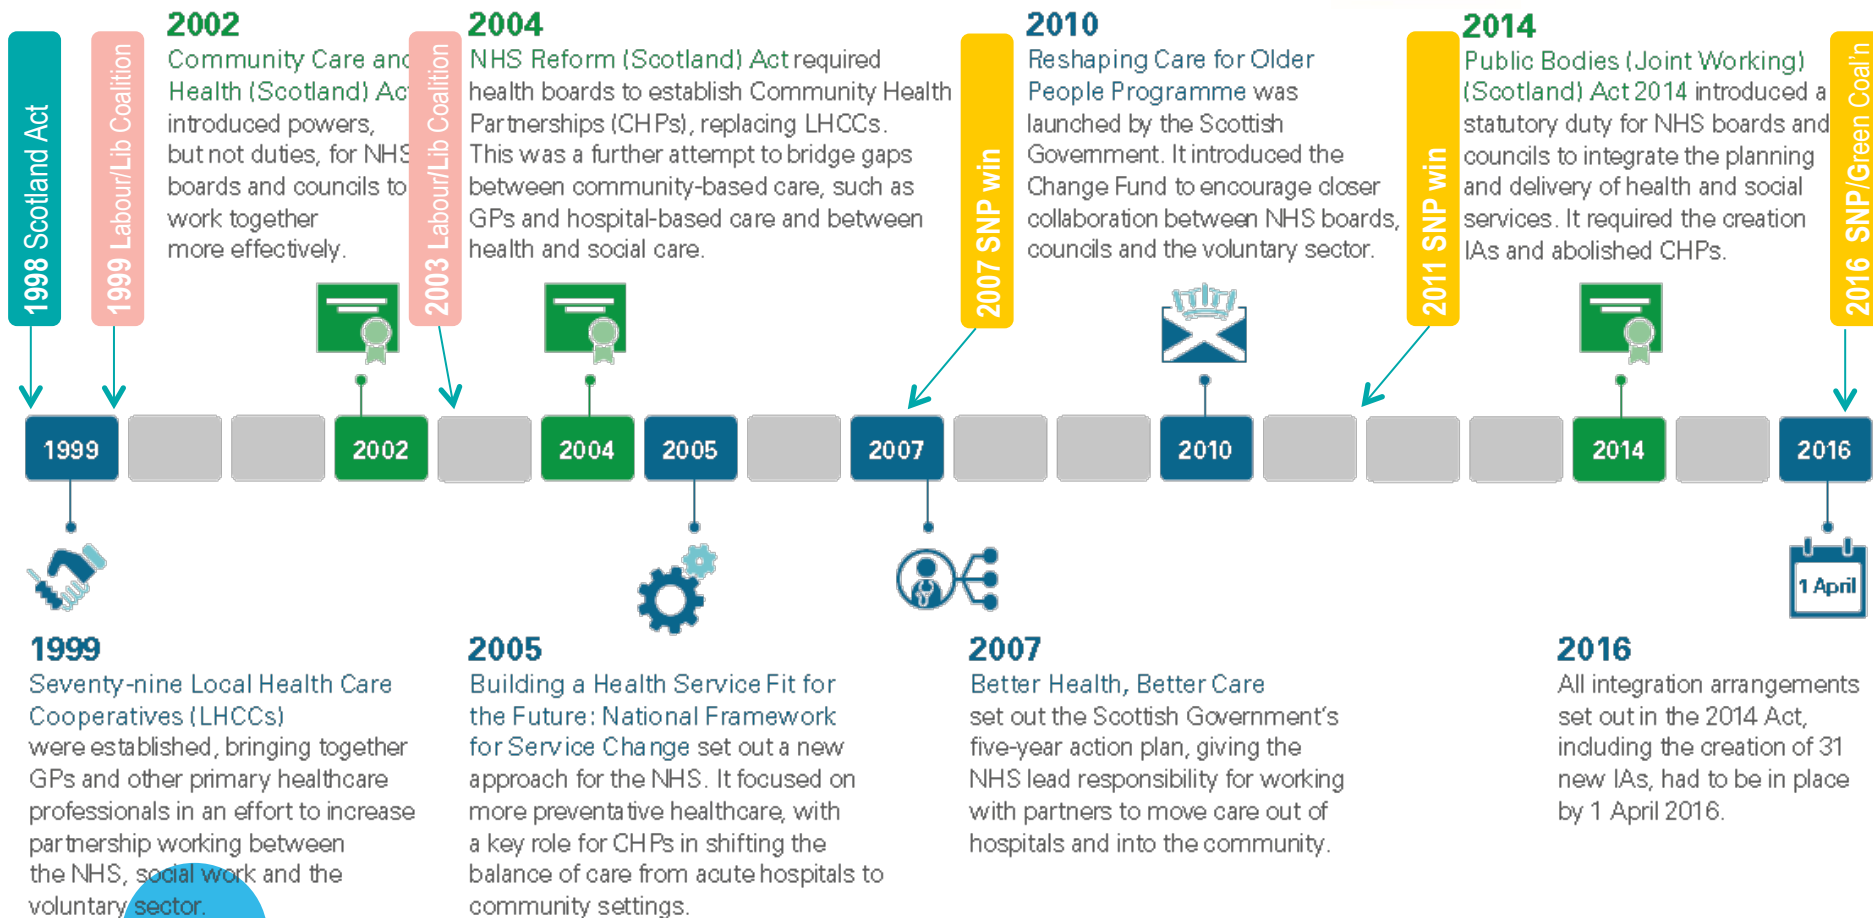 1998 Scotland Act
1999 Labour/Lib Coalition
2002
Community Care and
Health (Scotland) Act
introduced powers,
but not duties, for NHS
boards and councils to
work together
more effectively.
2003 Labour/Lib Coalition
2004
NHS Reform (Scotland) Act required
health boards to establish Community Health
Partnerships (CHPs), replacing LHCCs.
This was a further attempt to bridge gaps
between community-based care, such as
GPs and hospital-based care and between
health and social care.
2007 SNP win
2010
Reshaping Care for Older
People Programme was
launched by the Scottish
Government. It introduced the
Change Fund to encourage closer
collaboration between NHS boards,
councils and the voluntary sector.
2011 SNP win
2014
Public Bodies (Joint Working)
(Scotland) Act 2014 introduced a
statutory duty for NHS boards and
councils to integrate the planning
and delivery of health and social
services. It required the creation
IAs and abolished CHPs.
2016 SNP/Green Coal'n
1999
2002
2004
2005
2007
2010
2014
2016
1 April
1999
Seventy-nine Local Health Care
Cooperatives (LHCCs)
were established, bringing together
GPs and other primary healthcare
professionals in an effort to increase
partnership working between
the NHS, social work and the
voluntary sector.
2005
Building a Health Service Fit for
the Future: National Framework
for Service Change set out a new
approach for the NHS. It focused on
more preventative healthcare, with
a key role for CHPs in shifting the
balance of care from acute hospitals to
community settings.
2007
Better Health, Better Care
set out the Scottish Government's
five-year action plan, giving the
NHS lead responsibility for working
with partners to move care out of
hospitals and into the community.
2016
All integration arrangements
set out in the 2014 Act,
including the creation of 31
new IAs, had to be in place
by 1 April 2016.